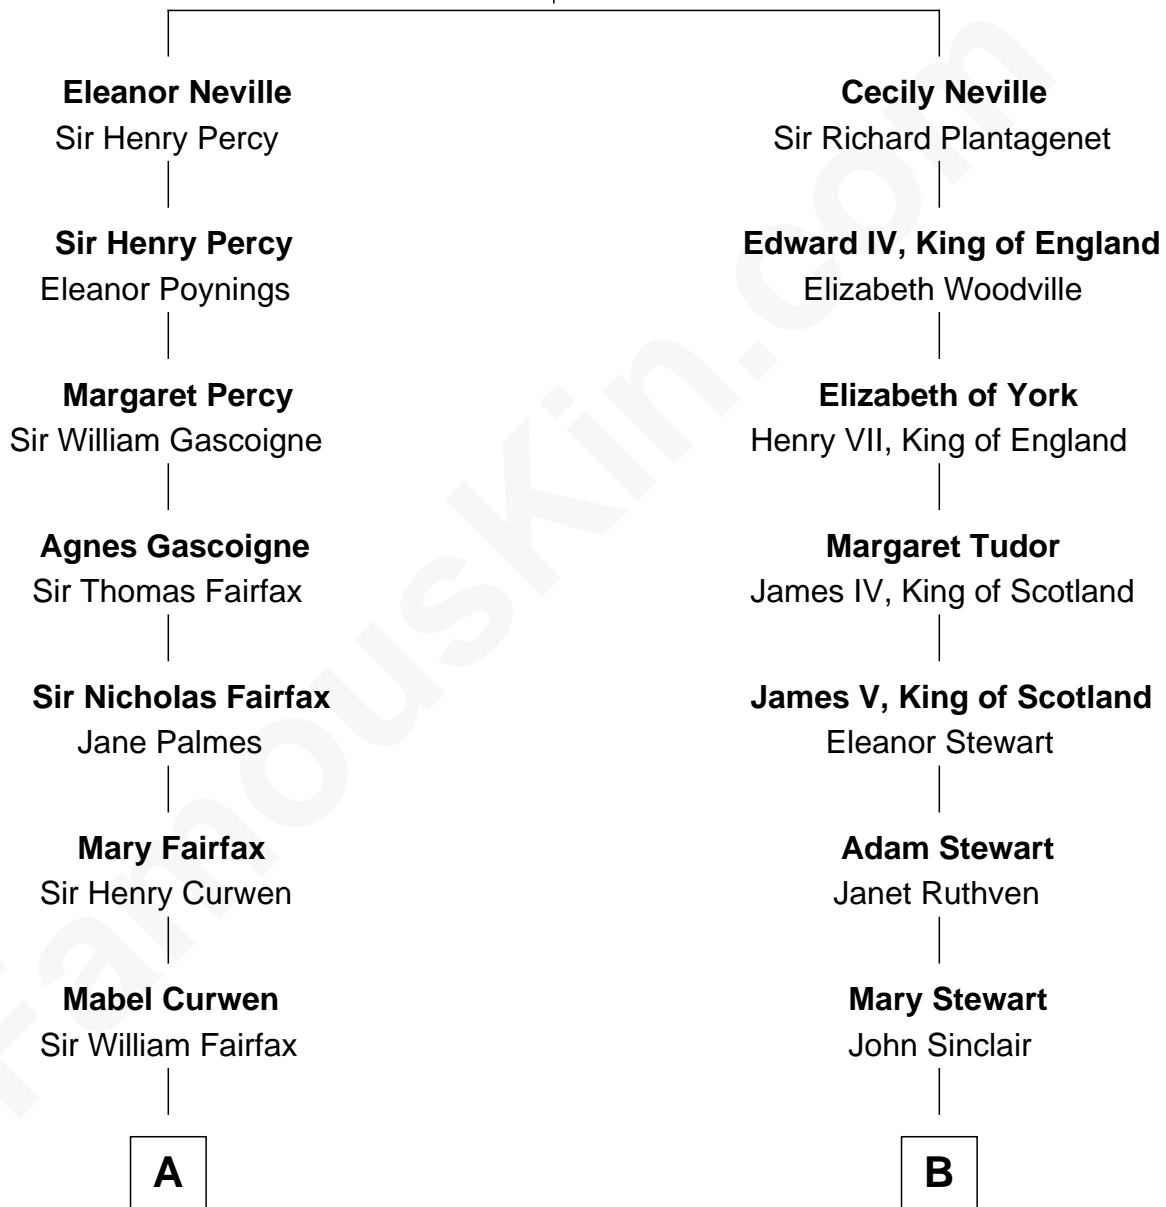 Eleanor Neville
Sir Henry Percy
Cecily Neville
Sir Richard Plantagenet
Sir Henry Percy
Eleanor Poynings
Edward IV, King of England
Elizabeth Woodville
Margaret Percy
Sir William Gascoigne
Elizabeth of York
Henry VII, King of England
Agnes Gascoigne
Sir Thomas Fairfax
Margaret Tudor
James IV, King of Scotland
Sir Nicholas Fairfax
Jane Palmes
James V, King of Scotland
Eleanor Stewart
Mary Fairfax
Sir Henry Curwen
Adam Stewart
Janet Ruthven
Mabel Curwen
Sir William Fairfax
Mary Stewart
John Sinclair
A
B
FamousKin.com